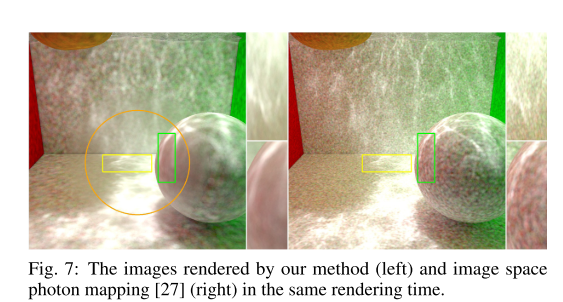 Fig. 7: The images rendered by our method (left) and image space
photon mapping [27] (right) in the same rendering time.